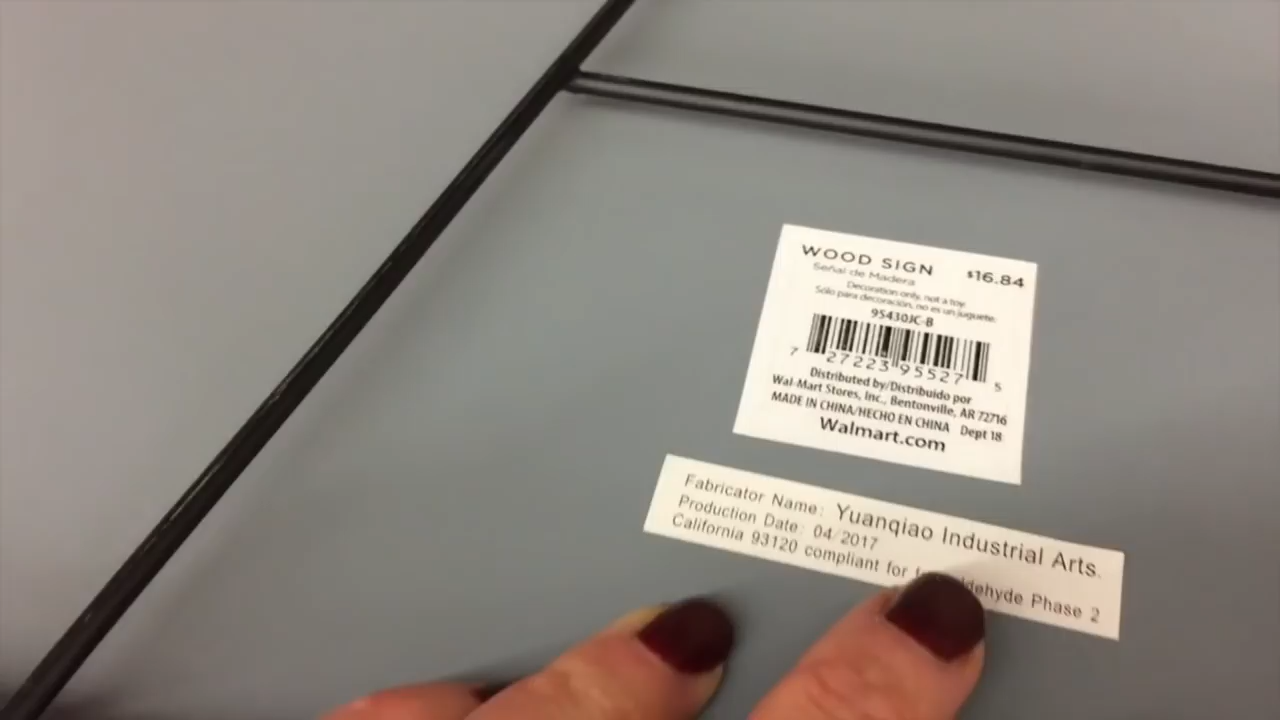 WOOD SIGN $16.84
Señal de Madera
Decoration only, not a toy.
Sólo para decoración, no es un juguete.
95430JC-B
7 27223 95527 5
Distributed by/Distribuido por
Wal-Mart Stores, Inc., Bentonville, AR 72716
MADE IN CHINA/HECHO EN CHINA Dept 18
Walmart.com
Fabricator Name: Yuanqiao Industrial Arts.
Production Date: 04/2017
California 93120 compliant for Phase 2